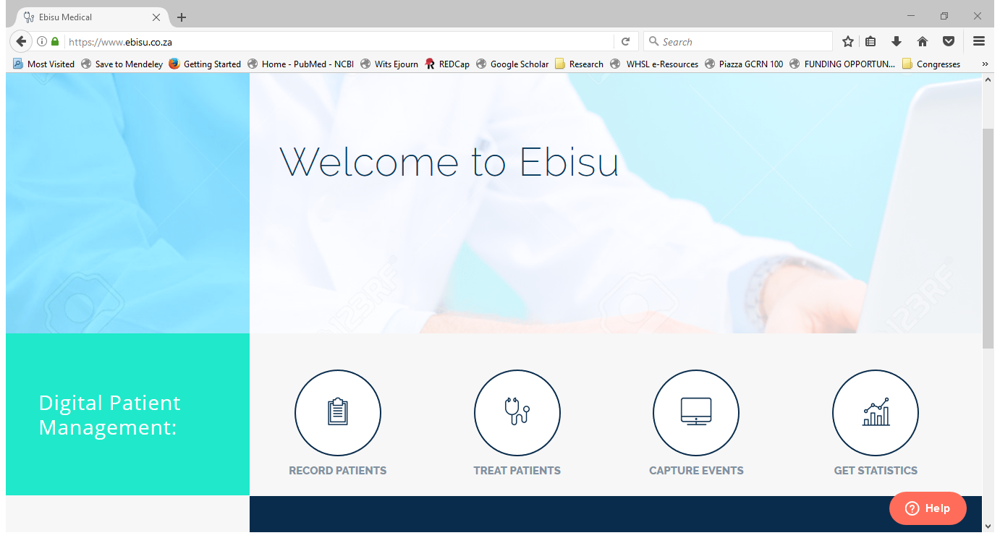 Ebisu Medical
https://www.ebisu.co.za
Search
Most Visited Save to Mendeley Getting Started Home - PubMed - NCBI Wits Ejourn REDCap Google Scholar Research WHSL e-Resources Piazza GCRN 100 FUNDING OPPORTUN... Congresses
Welcome to Ebisu
123RF 123RF
Digital Patient
Management:
RECORD PATIENTS TREAT PATIENTS CAPTURE EVENTS GET STATISTICS
Help